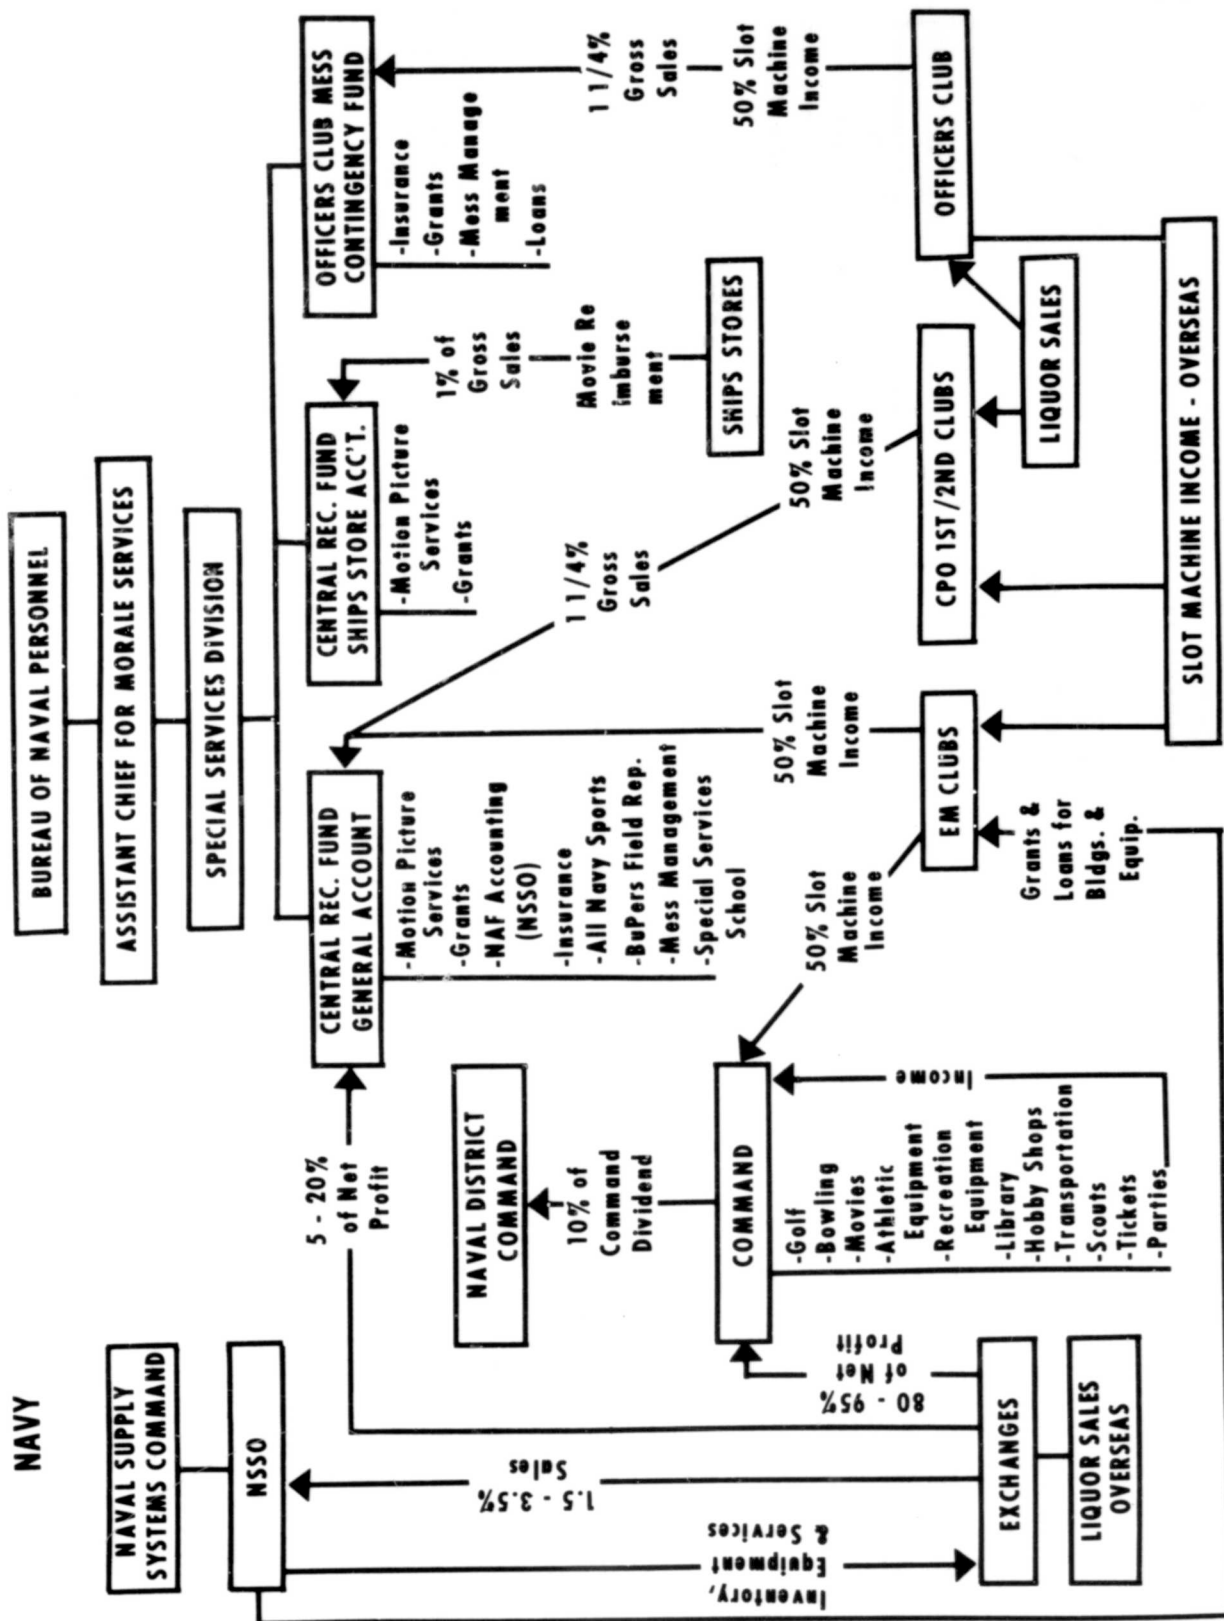 NAVY
NAVAL SUPPLY
SYSTEMS COMMAND
NSSO
BUREAU OF NAVAL PERSONNEL
ASSISTANT CHIEF FOR MORALE SERVICES
SPECIAL SERVICES DIVISION
5 - 20%
of Net
Profit
CENTRAL REC. FUND
GENERAL ACCOUNT
-Motion Picture
Services
-Grants
-NAF Accounting
(NSSO)
-Insurance
-All Navy Sports
-BuPers Field Rep.
-Mess Management
-Special Services
School
CENTRAL REC. FUND
SHIPS STORE ACC'T.
-Motion Picture
Services
-Grants
OFFICERS CLUB MESS
CONTINGENCY FUND
-Insurance
-Grants
-Mess Manage
ment
-Loans
NAVAL DISTRICT
COMMAND
10% of
Command
Dividend
1% of
Gross
Sales
Movie Re
imburse
ment
SHIPS STORES
1 1/4%
Gross
Sales
50% Slot
Machine
Income
1 1/4%
Gross
Sales
50% Slot
Machine
Income
COMMAND
-Golf
-Bowling
-Movies
-Athletic
Equipment
-Recreation
Equipment
-Library
-Hobby Shops
-Transportation
-Scouts
-Tickets
-Parties
Income
50% Slot
Machine
Income
50% Slot
Machine
Income
1.5 - 3.5%
Sales
80 - 95%
of Net
Profit
Inventory,
Equipment
& Services
EXCHANGES
LIQUOR SALES
OVERSEAS
EM CLUBS
Grants &
Loans for
Bldgs. &
Equip.
CPO 1ST/2ND CLUBS
OFFICERS CLUB
LIQUOR SALES
SLOT MACHINE INCOME - OVERSEAS